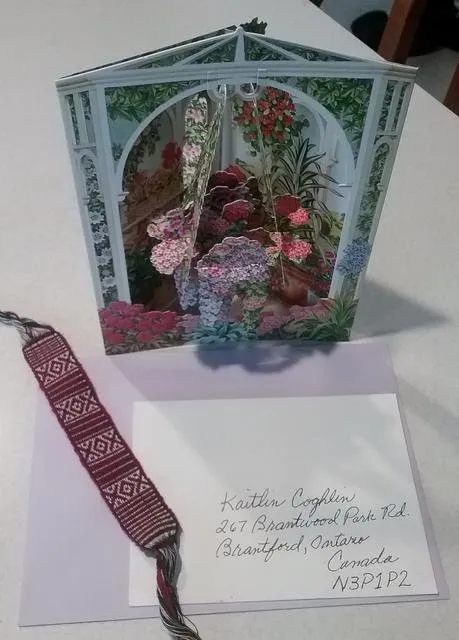 Kaitlin Coghlin
267 Brantwood Park Rd.
Brantford, Ontario
Canada
N3P1P2